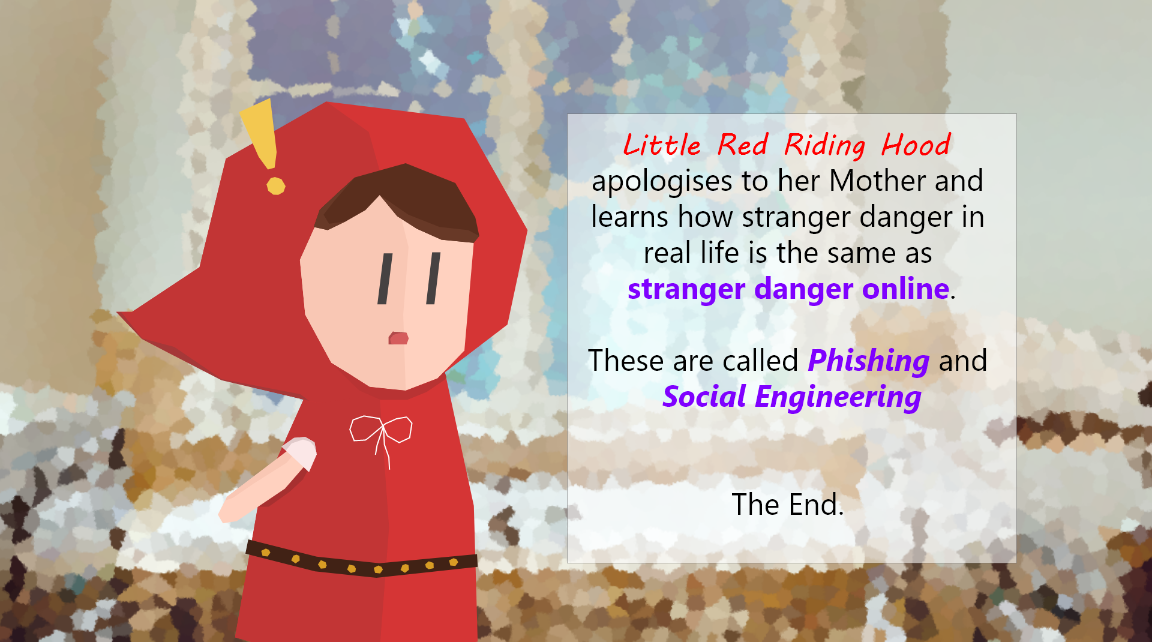 Little Red Riding Hood
apologises to her Mother and
learns how stranger danger in
real life is the same as
stranger danger online.
These are called Phishing and
Social Engineering
The End.